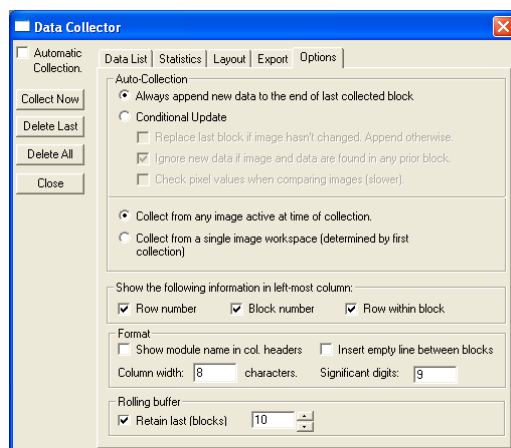 Data Collector
Automatic
Collection.
Collect Now
Delete Last
Delete All
Close
Data List Statistics Layout Export Options
Auto-Collection
Always append new data to the end of last collected block
Conditional Update
Replace last block if image hasn't changed. Append otherwise.
Ignore new data if image and data are found in any prior block.
Check pixel values when comparing images (slower).
Collect from any image active at time of collection.
Collect from a single image workspace (determined by first
collection)
Show the following information in left-most column:
Row number Block number Row within block
Format
Show module name in col. headers Insert empty line between blocks
Column width: 8 characters. Significant digits: 9
Rolling buffer
Retain last (blocks) 10